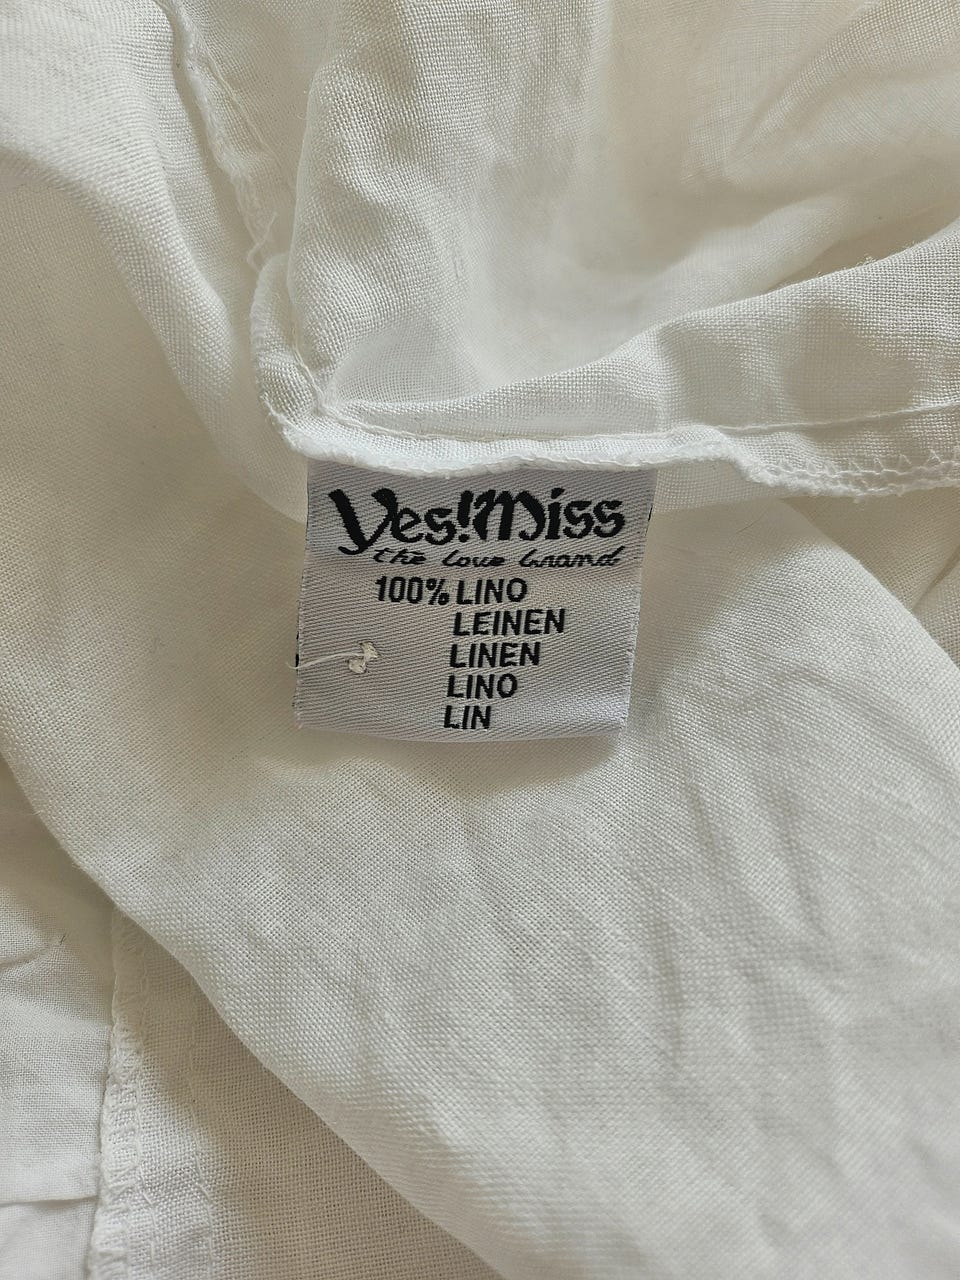 Yes!Miss
the love brand
100% LINO
LEINEN
LINEN
LINO
LIN